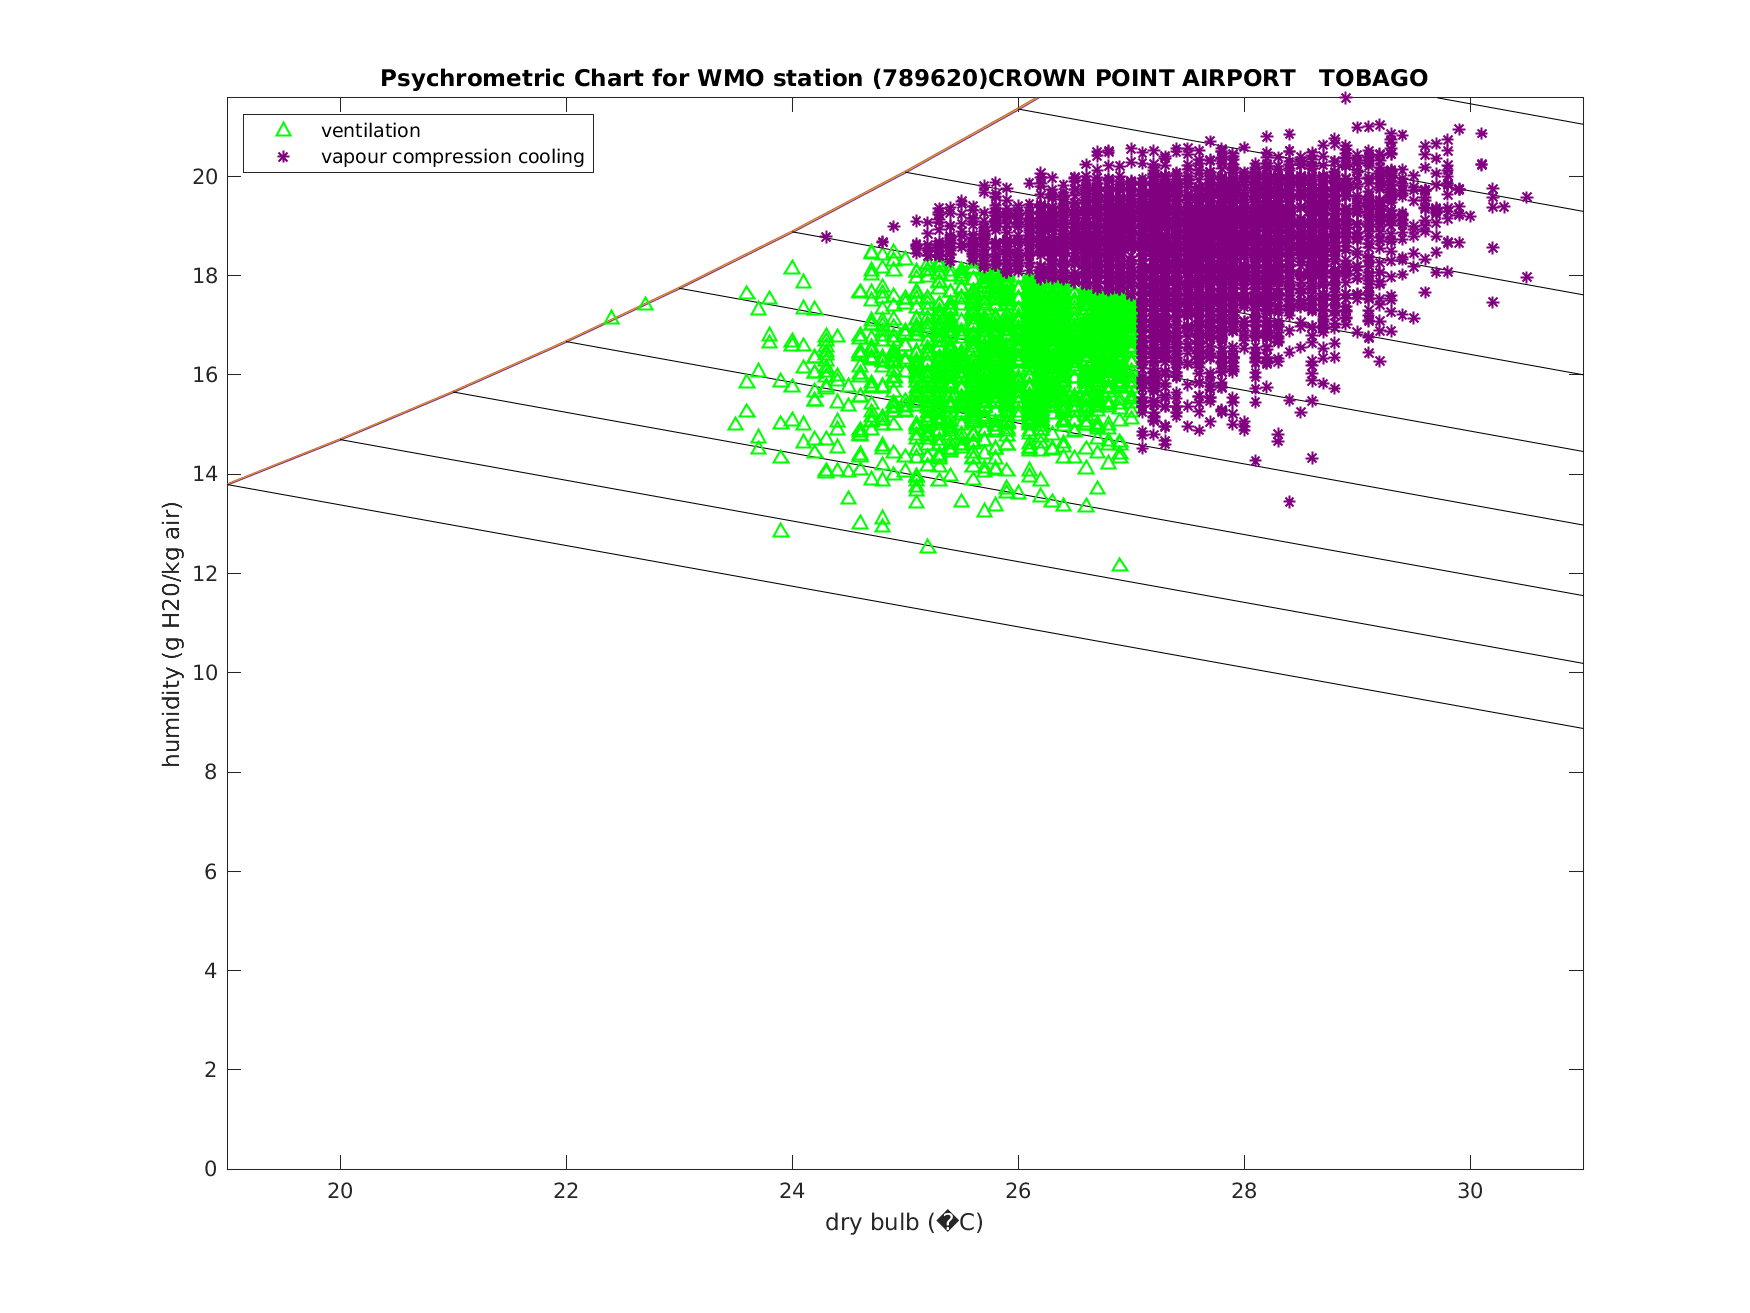 Psychrometric Chart for WMO station (789620)CROWN POINT AIRPORT   TOBAGO
ventilation
vapour compression cooling
humidity (g H20/kg air)
20
18
16
14
12
10
8
6
4
2
0
20 22 24 26 28 30
dry bulb (�C)